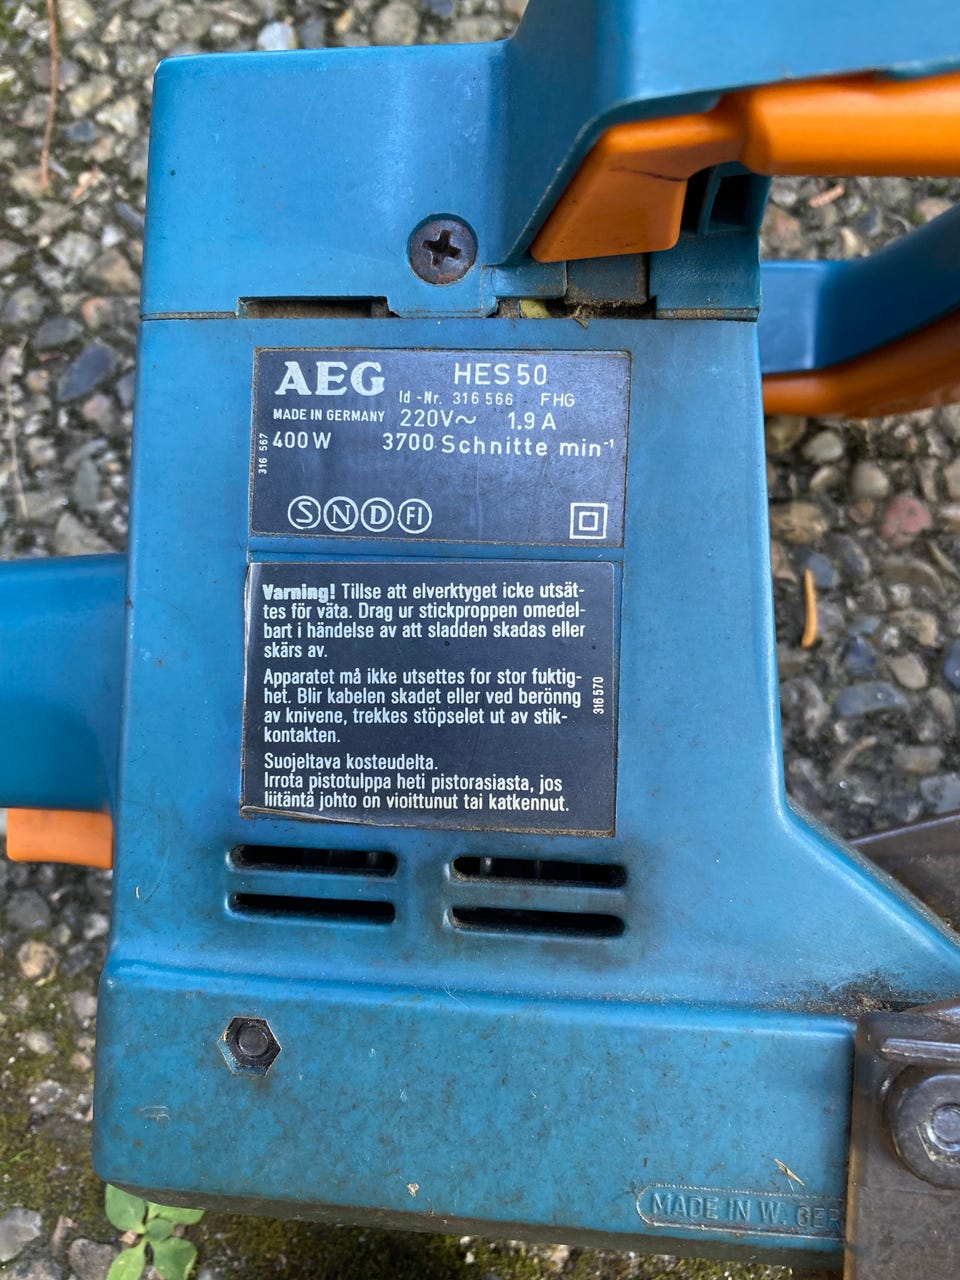 AEG HES 50
Id-Nr. 316 566 FHG
MADE IN GERMANY 220V~ 1.9 A
400 W 3700 Schnitte min⁻¹
316 567
S N D FI
Varning! Tillse att elverktyget icke utsät-
tes för väta. Drag ur stickproppen omedel-
bart i händelse av att sladden skadas eller
skärs av.
Apparatet må ikke utsettes for stor fuktig-
het. Blir kabelen skadet eller ved berönng
av knivene, trekkes stöpselet ut av stik-
kontakten.
316 570
Suojeltava kosteudelta.
Irrota pistotulppa heti pistorasiasta, jos
liitäntä johto on vioittunut tai katkennut.
MADE IN W. GER